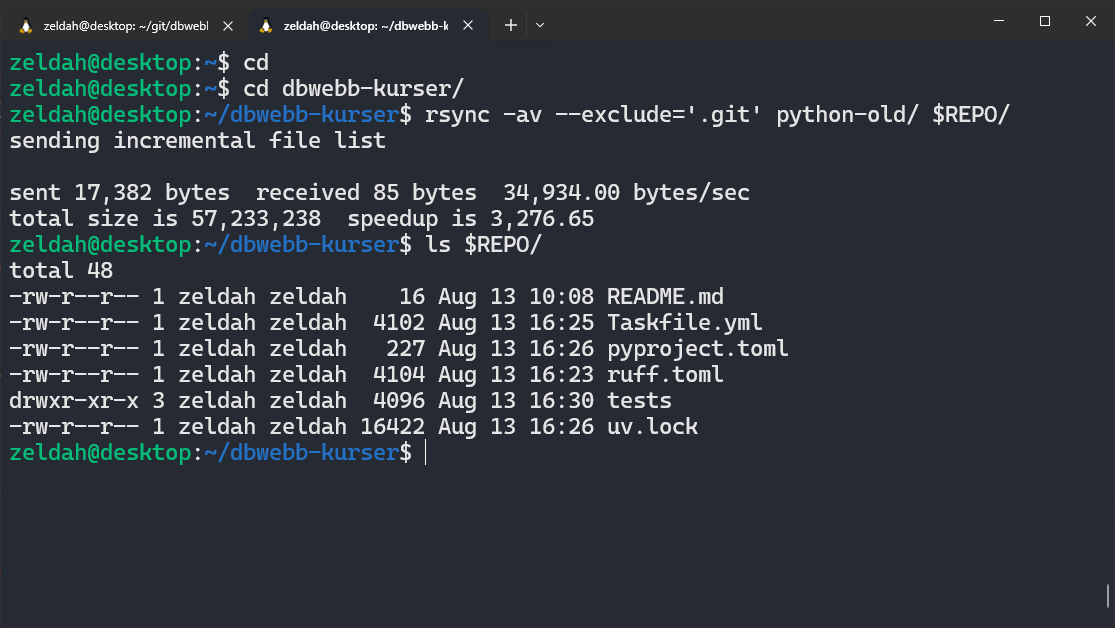 zeldah@desktop: ~/git/dbwebl
zeldah@desktop: ~/dbwebb-k
zeldah@desktop:~$ cd
zeldah@desktop:~$ cd dbwebb-kurser/
zeldah@desktop:~/dbwebb-kurser$ rsync -av --exclude='.git' python-old/ $REPO/
sending incremental file list
sent 17,382 bytes  received 85 bytes  34,934.00 bytes/sec
total size is 57,233,238  speedup is 3,276.65
zeldah@desktop:~/dbwebb-kurser$ ls $REPO/
total 48
-rw-r--r-- 1 zeldah zeldah    16 Aug 13 10:08 README.md
-rw-r--r-- 1 zeldah zeldah  4102 Aug 13 16:25 Taskfile.yml
-rw-r--r-- 1 zeldah zeldah   227 Aug 13 16:26 pyproject.toml
-rw-r--r-- 1 zeldah zeldah  4104 Aug 13 16:23 ruff.toml
drwxr-xr-x 3 zeldah zeldah  4096 Aug 13 16:30 tests
-rw-r--r-- 1 zeldah zeldah 16422 Aug 13 16:26 uv.lock
zeldah@desktop:~/dbwebb-kurser$